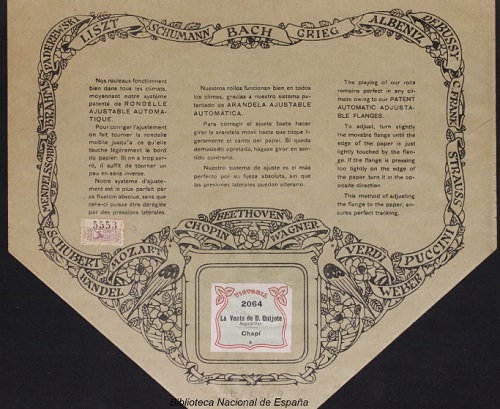 PADEREWSKI
LISZT
SCHUMANN
BACH
GRIEG
ALBENIZ
DEBUSSY
BRAHMS
C. FRANK
MENDELSSOHN
STRAUSS
Nos rouleaux fonctionnent
bien dans tous les climats,
moyennant notre système
patenté de RONDELLE
AJUSTABLE AUTOMA-
TIQUE.
Pour corriger l'ajustement
on fait tourner la rondelle
mobile jusqu'à ce qu'elle
touche légèrement le bord
du papier. Si on a trop ser-
ré, il suffit de tourner un
peu en sens inverse.
Notre système d'ajuste-
ment est le plus parfait par
sa fixation absolue, sans que
celle-ci puisse être déréglée
par des pressions latérales.
Nuestros rollos funcionan bien en todos
los climas, gracias a nuestro sistema pa-
tentado de ARANDELA AJUSTABLE
AUTOMÁTICA.
Para corregir el ajuste basta hacer
girar la arandela móvil hasta que toque li-
geramente el canto del papel. Si queda
demasiado apretada, hágase girar en sen-
tido contrario.
Nuestro sistema de ajuste es el más
perfecto por su fijeza absoluta, sin que
las presiones laterales puedan alterarlo.
The playing of our rolls
remains perfect in any cli-
mate owing to our PATENT
AUTOMATIC ADJUSTA-
BLE FLANGES.
To adjust, turn slightly
the movable flange until the
edge of the paper is just
lightly touched by the flan-
ge. If the flange is pressing
too tightly on the edge of
the paper turn it in the op-
posite direction.
This method of adjusting
the flange to the paper, en-
sures perfect tracking.
5553
SCHUBERT
HANDEL
MOZART
CHOPIN
BEETHOVEN
WAGNER
VERDI
WEBER
PUCCINI
VICTORIA
2064
La Venta de D. Quijote
Chapí
Biblioteca Nacional de España